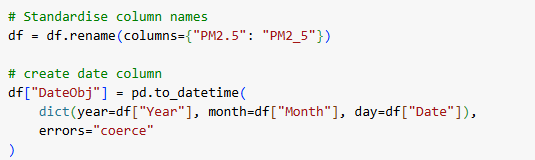 # Standardise column names
df = df.rename(columns={"PM2.5": "PM2_5"})
# create date column
df["DateObj"] = pd.to_datetime(
    dict(year=df["Year"], month=df["Month"], day=df["Date"]),
    errors="coerce"
)